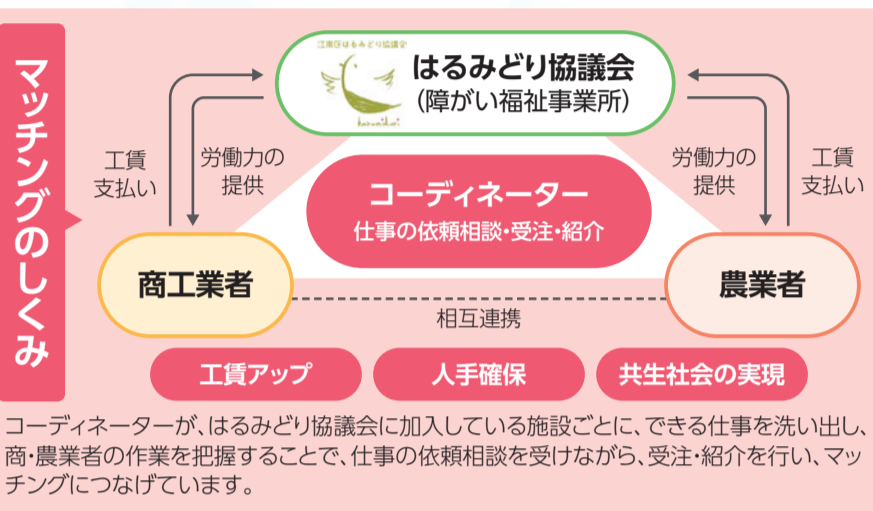 マッチングのしくみ
江南区はるみどり協議会
harumidori
はるみどり協議会
（障がい福祉事業所）
工賃
支払い
労働力の
提供
労働力の
提供
工賃
支払い
コーディネーター
仕事の依頼相談・受注・紹介
商工業者
農業者
相互連携
工賃アップ
人手確保
共生社会の実現
コーディネーターが、はるみどり協議会に加入している施設ごとに、できる仕事を洗い出し、
商・農業者の作業を把握することで、仕事の依頼相談を受けながら、受注・紹介を行い、マッ
チングにつなげています。